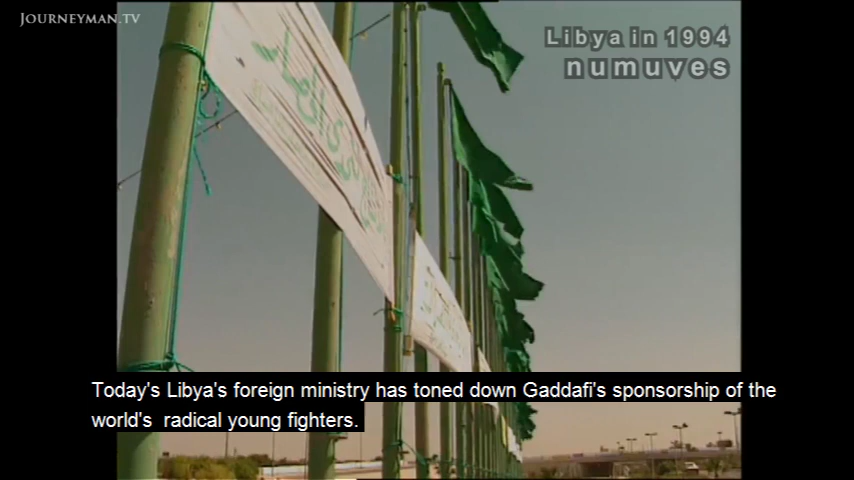 JOURNEYMAN.TV
Libya in 1994
numuves
Today's Libya's foreign ministry has toned down Gaddafi's sponsorship of the
world's  radical young fighters.